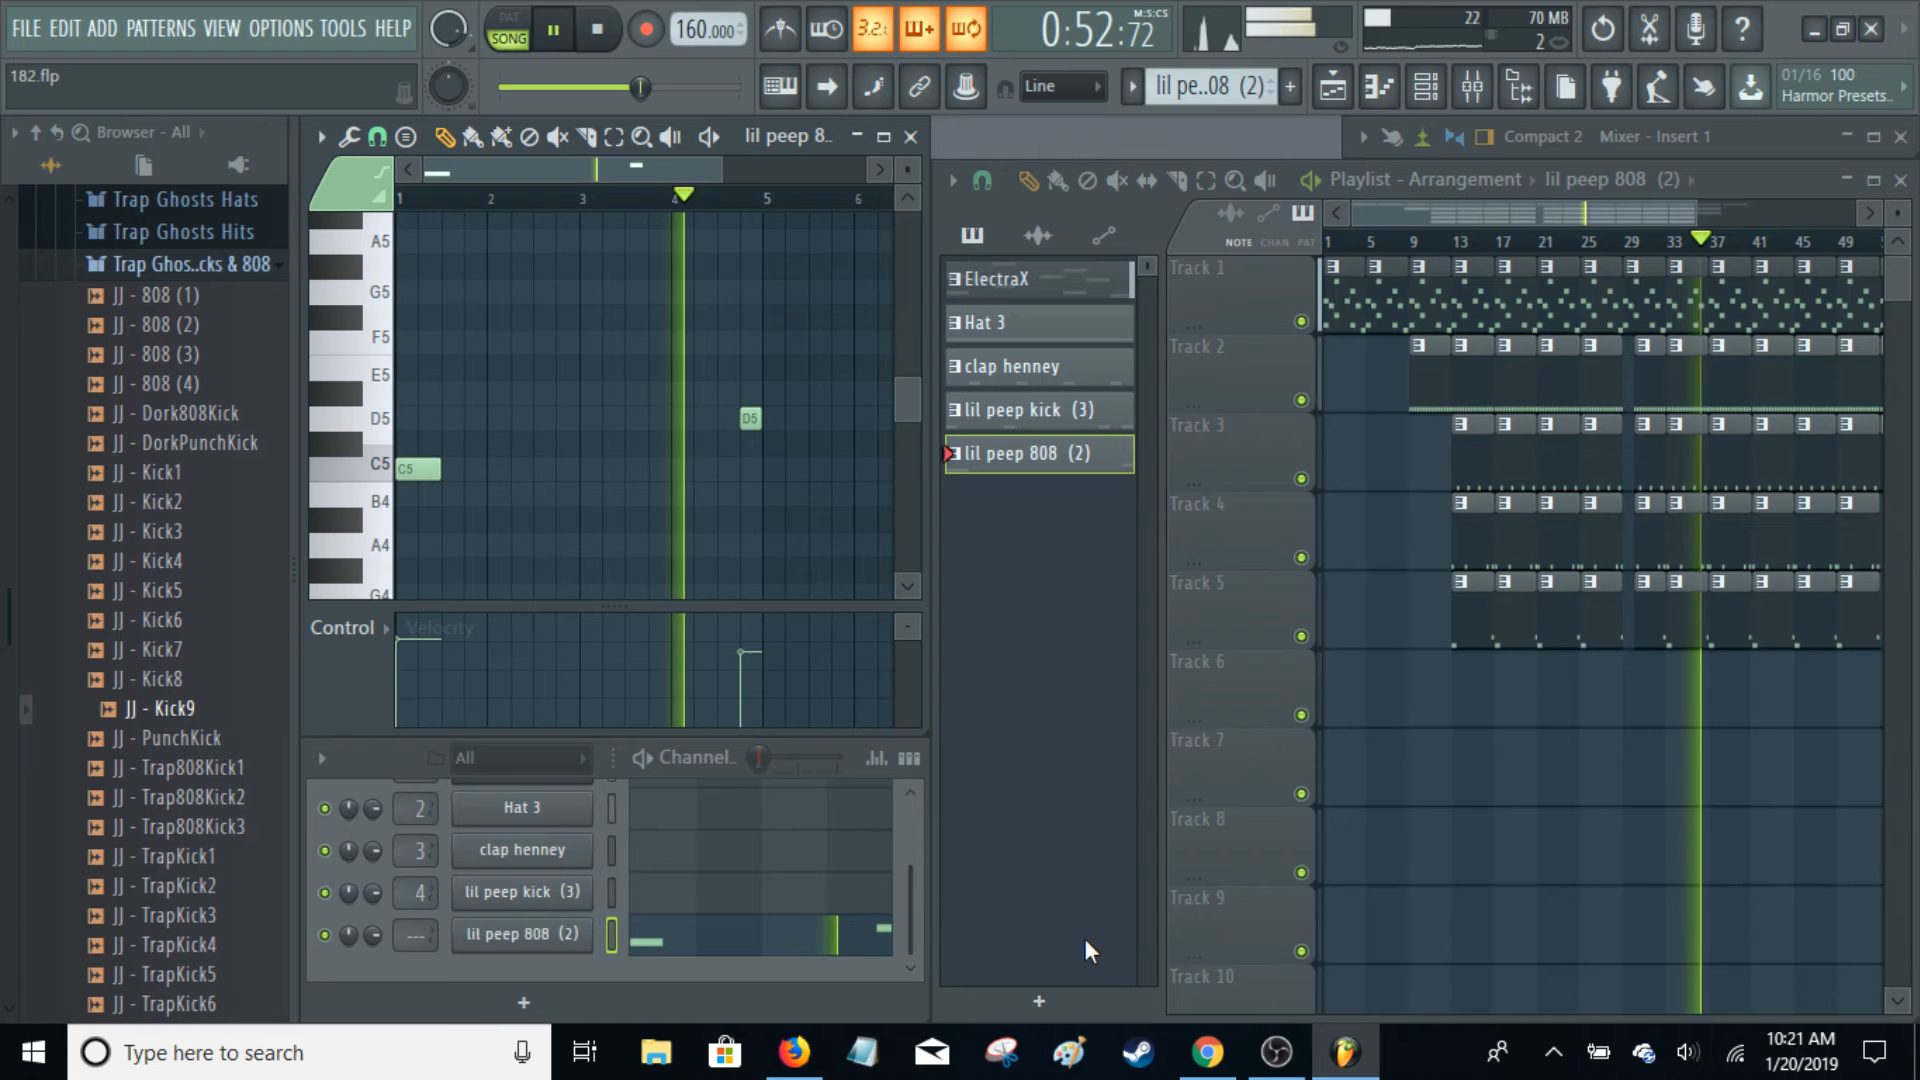 FILE EDIT ADD PATTERNS VIEW OPTIONS TOOLS HELP
PAT
SONG
160.000
3.2.
0:52:72
M:S:CS
22
70 MB
2
182.flp
Line
lil pe..08 (2)
01/16 100
Harmor Presets..
Browser - All
lil peep 8..
Compact 2
Mixer - Insert 1
Playlist - Arrangement
lil peep 808 (2)
Trap Ghosts Hats
Trap Ghosts Hits
Trap Ghos..cks & 808
JJ - 808 (1)
JJ - 808 (2)
JJ - 808 (3)
JJ - 808 (4)
JJ - Dork808Kick
JJ - DorkPunchKick
JJ - Kick1
JJ - Kick2
JJ - Kick3
JJ - Kick4
JJ - Kick5
JJ - Kick6
JJ - Kick7
JJ - Kick8
JJ - Kick9
JJ - PunchKick
JJ - Trap808Kick1
JJ - Trap808Kick2
JJ - Trap808Kick3
JJ - TrapKick1
JJ - TrapKick2
JJ - TrapKick3
JJ - TrapKick4
JJ - TrapKick5
JJ - TrapKick6
1 2 3 4 5 6
A5
G5
F5
E5
D5
D5
C5
C5
B4
A4
G4
Control
Velocity
All
Channel..
2 Hat 3
3 clap henney
4 lil peep kick (3)
--- lil peep 808 (2)
+
ElectraX
Hat 3
clap henney
lil peep kick (3)
lil peep 808 (2)
+
NOTE CHAN PAT
1 5 9 13 17 21 25 29 33 37 41 45 49
Track 1
Track 2
Track 3
Track 4
Track 5
Track 6
Track 7
Track 8
Track 9
Track 10
Type here to search
10:21 AM
1/20/2019